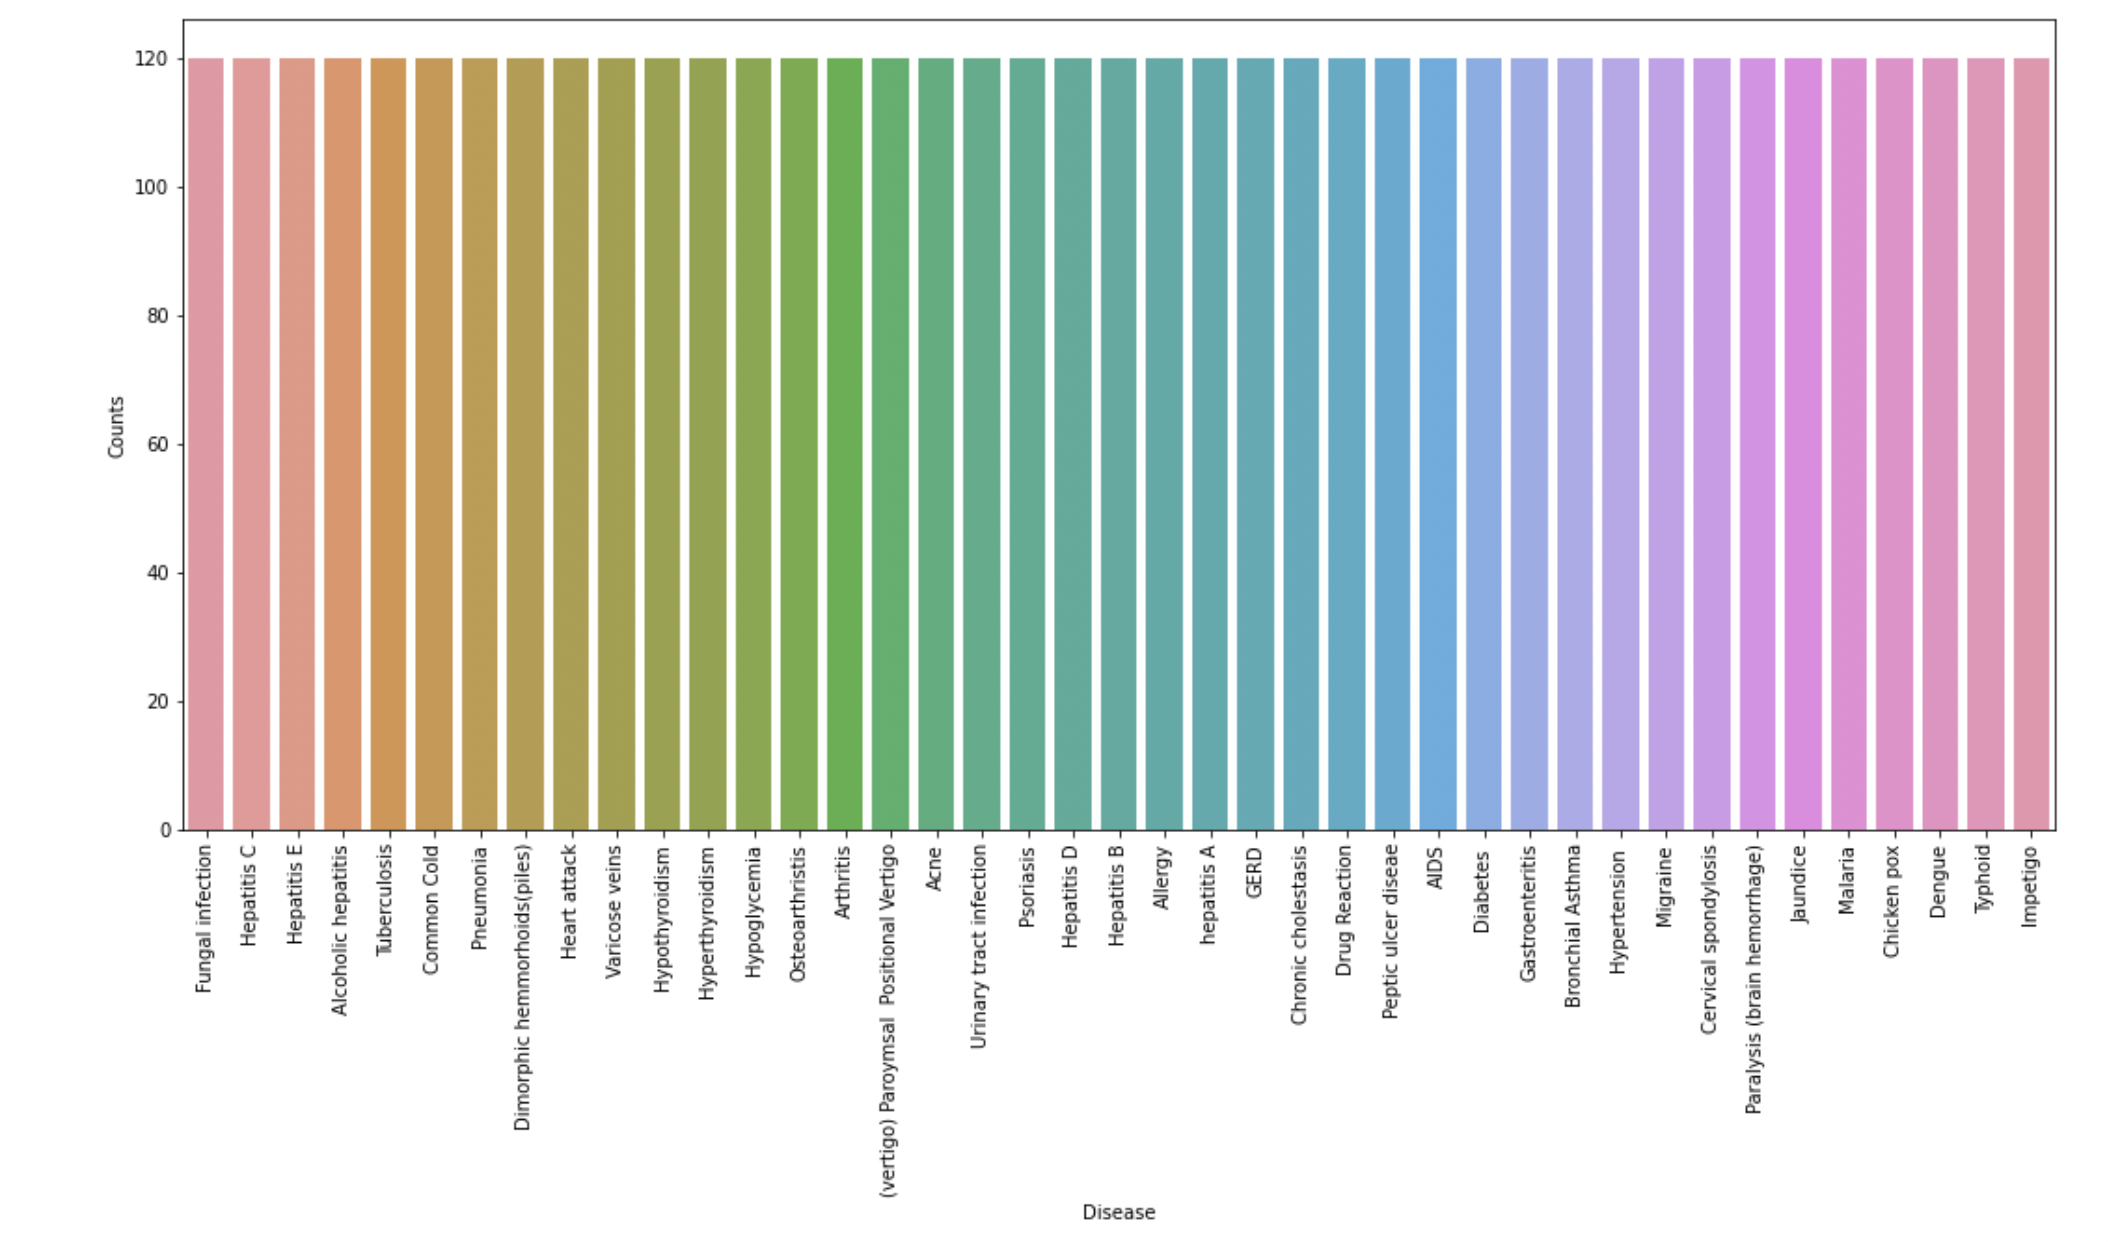 120
100
80
60
40
20
0
Counts
Fungal infection
Hepatitis C
Hepatitis E
Alcoholic hepatitis
Tuberculosis
Common Cold
Pneumonia
Dimorphic hemmorhoids(piles)
Heart attack
Varicose veins
Hypothyroidism
Hyperthyroidism
Hypoglycemia
Osteoarthristis
Arthritis
(vertigo) Paroymsal  Positional Vertigo
Acne
Urinary tract infection
Psoriasis
Hepatitis D
Hepatitis B
Allergy
hepatitis A
GERD
Chronic cholestasis
Drug Reaction
Peptic ulcer diseae
AIDS
Diabetes
Gastroenteritis
Bronchial Asthma
Hypertension
Migraine
Cervical spondylosis
Paralysis (brain hemorrhage)
Jaundice
Malaria
Chicken pox
Dengue
Typhoid
Impetigo
Disease